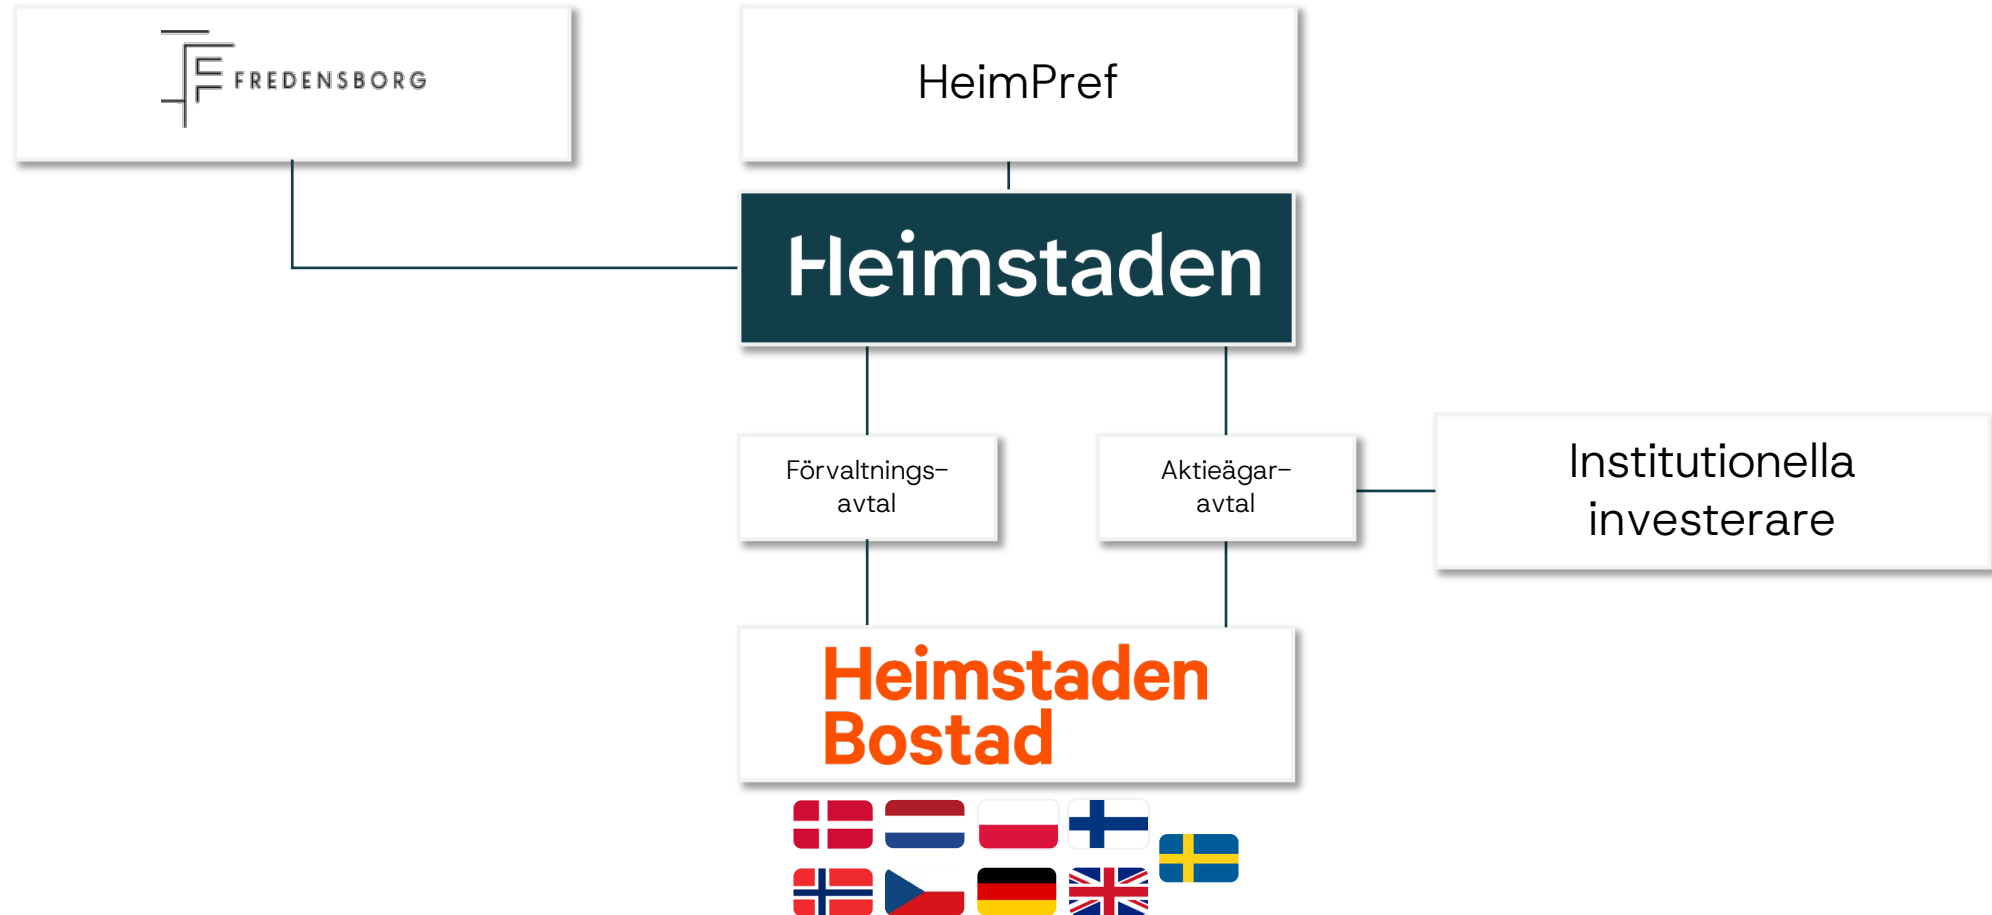 FREDENSBORG
HeimPref
Heimstaden
Förvaltnings-
avtal
Aktieägar-
avtal
Institutionella
investerare
Heimstaden
Bostad